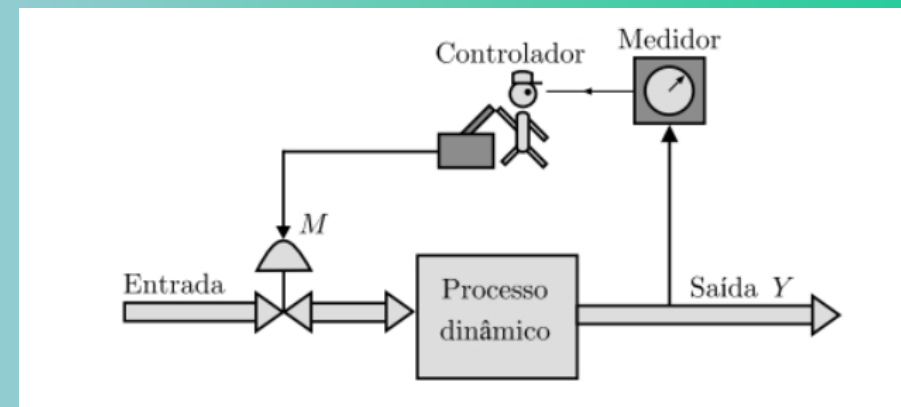 Controlador
Medidor
M
Entrada
Processo
dinâmico
Saída Y